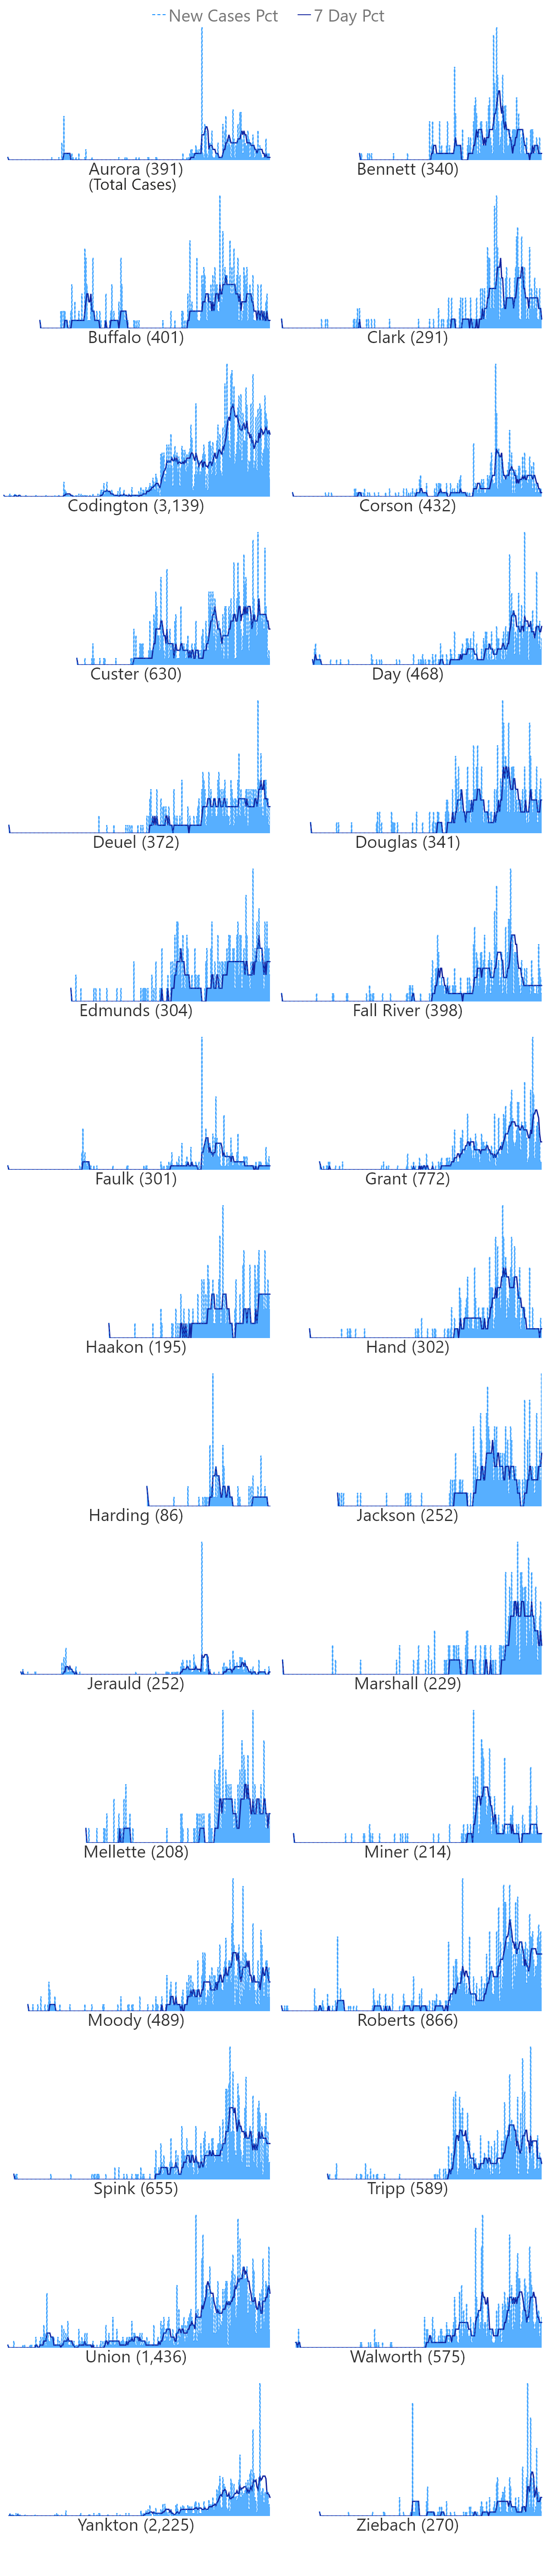 New Cases Pct 7 Day Pct
Aurora (391) Bennett (340)
(Total Cases)
Buffalo (401) Clark (291)
Codington (3,139) Corson (432)
Custer (630) Day (468)
Deuel (372) Douglas (341)
Edmunds (304) Fall River (398)
Faulk (301) Grant (772)
Haakon (195) Hand (302)
Harding (86) Jackson (252)
Jerauld (252) Marshall (229)
Mellette (208) Miner (214)
Moody (489) Roberts (866)
Spink (655) Tripp (589)
Union (1,436) Walworth (575)
Yankton (2,225) Ziebach (270)